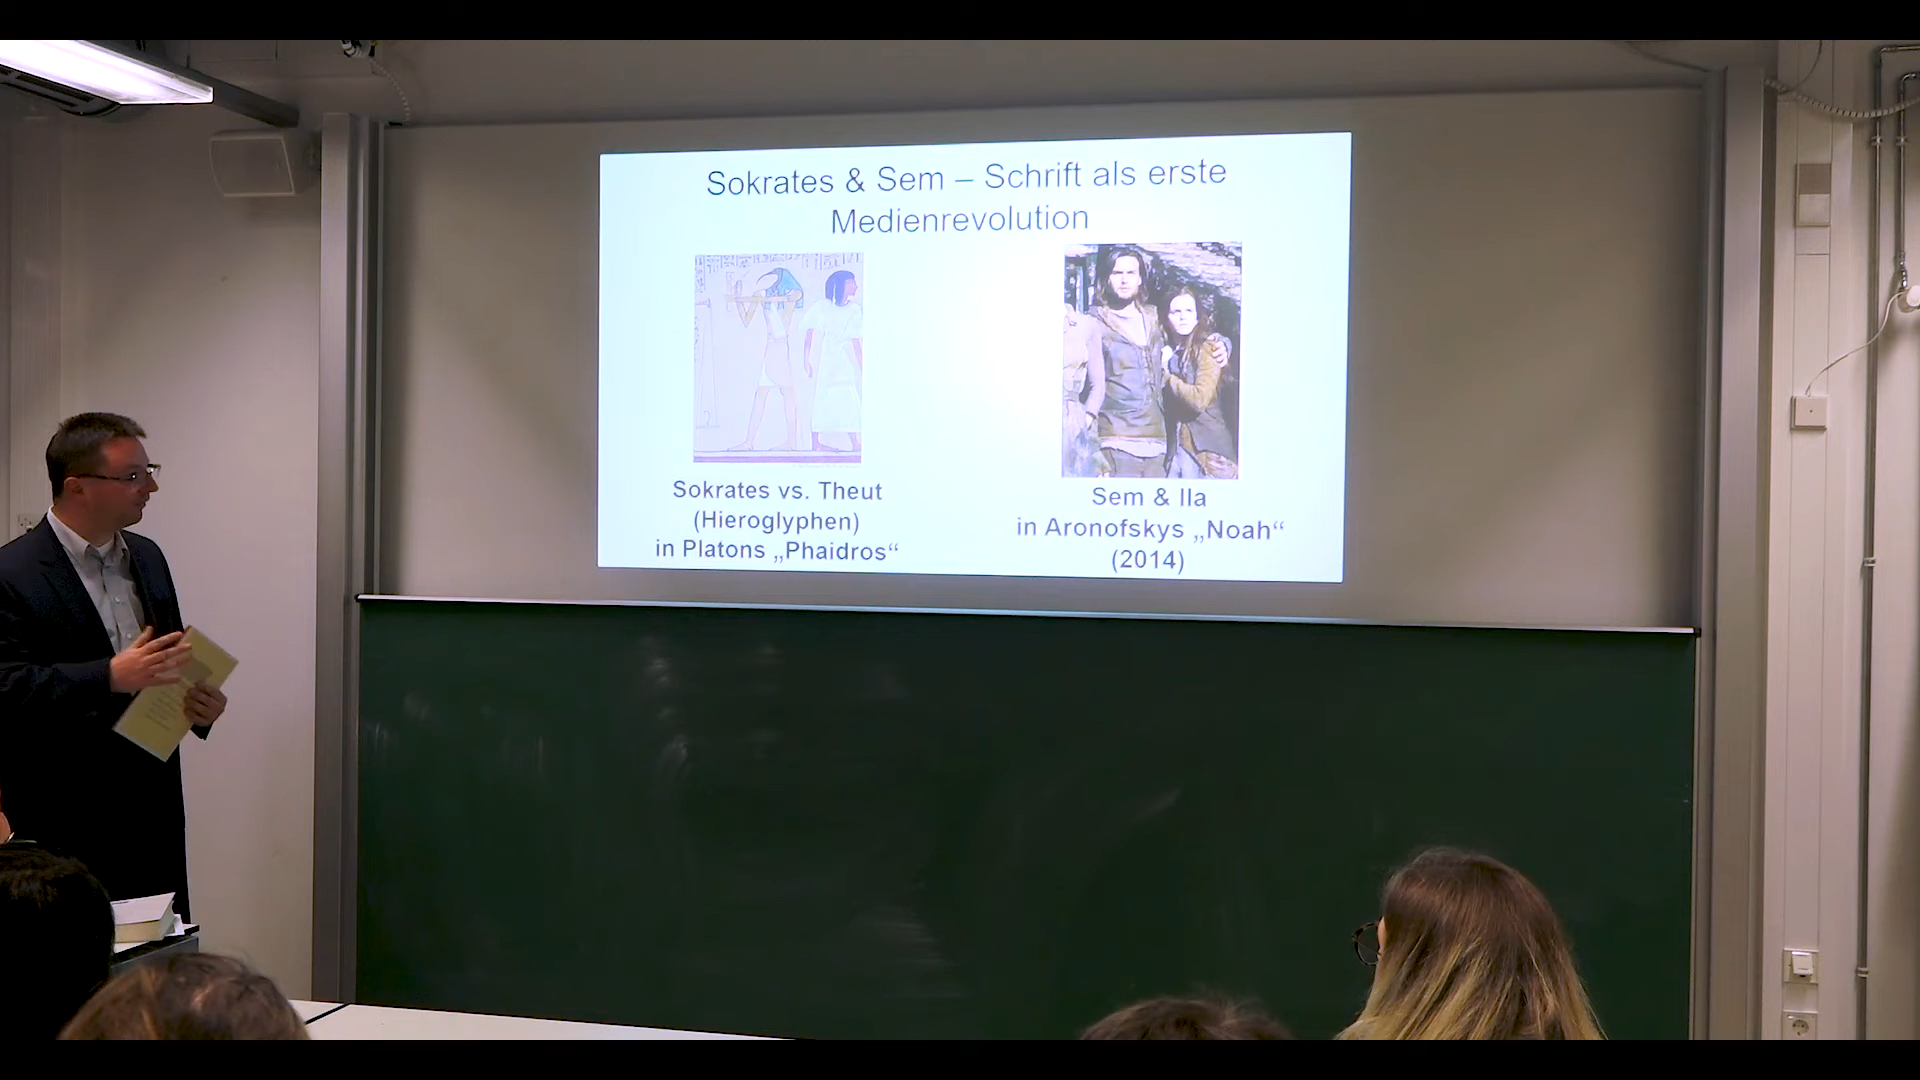 Sokrates & Sem – Schrift als erste
Medienrevolution
Sokrates vs. Theut
(Hieroglyphen)
in Platons „Phaidros“
Sem & Ila
in Aronofskys „Noah“
(2014)